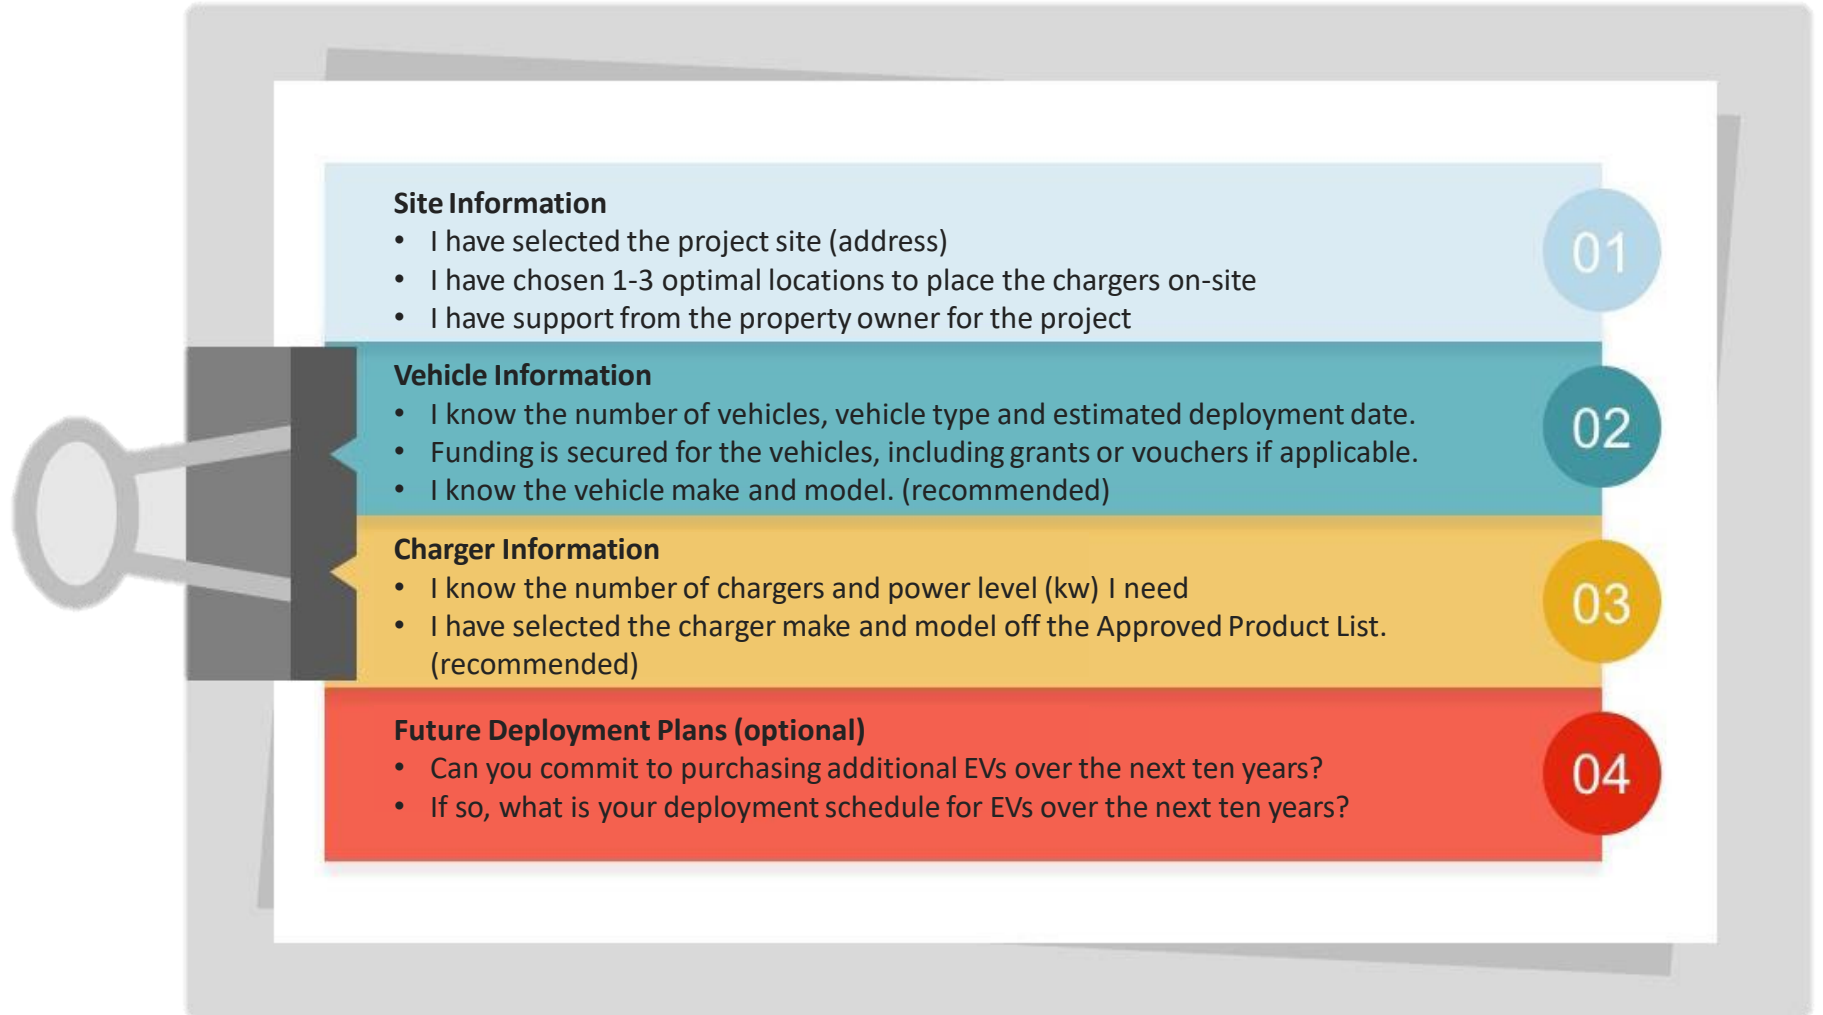 Site Information
• I have selected the project site (address)
• I have chosen 1-3 optimal locations to place the chargers on-site
• I have support from the property owner for the project
01
Vehicle Information
• I know the number of vehicles, vehicle type and estimated deployment date.
• Funding is secured for the vehicles, including grants or vouchers if applicable.
• I know the vehicle make and model. (recommended)
02
Charger Information
• I know the number of chargers and power level (kw) I need
• I have selected the charger make and model off the Approved Product List.
(recommended)
03
Future Deployment Plans (optional)
• Can you commit to purchasing additional EVs over the next ten years?
• If so, what is your deployment schedule for EVs over the next ten years?
04